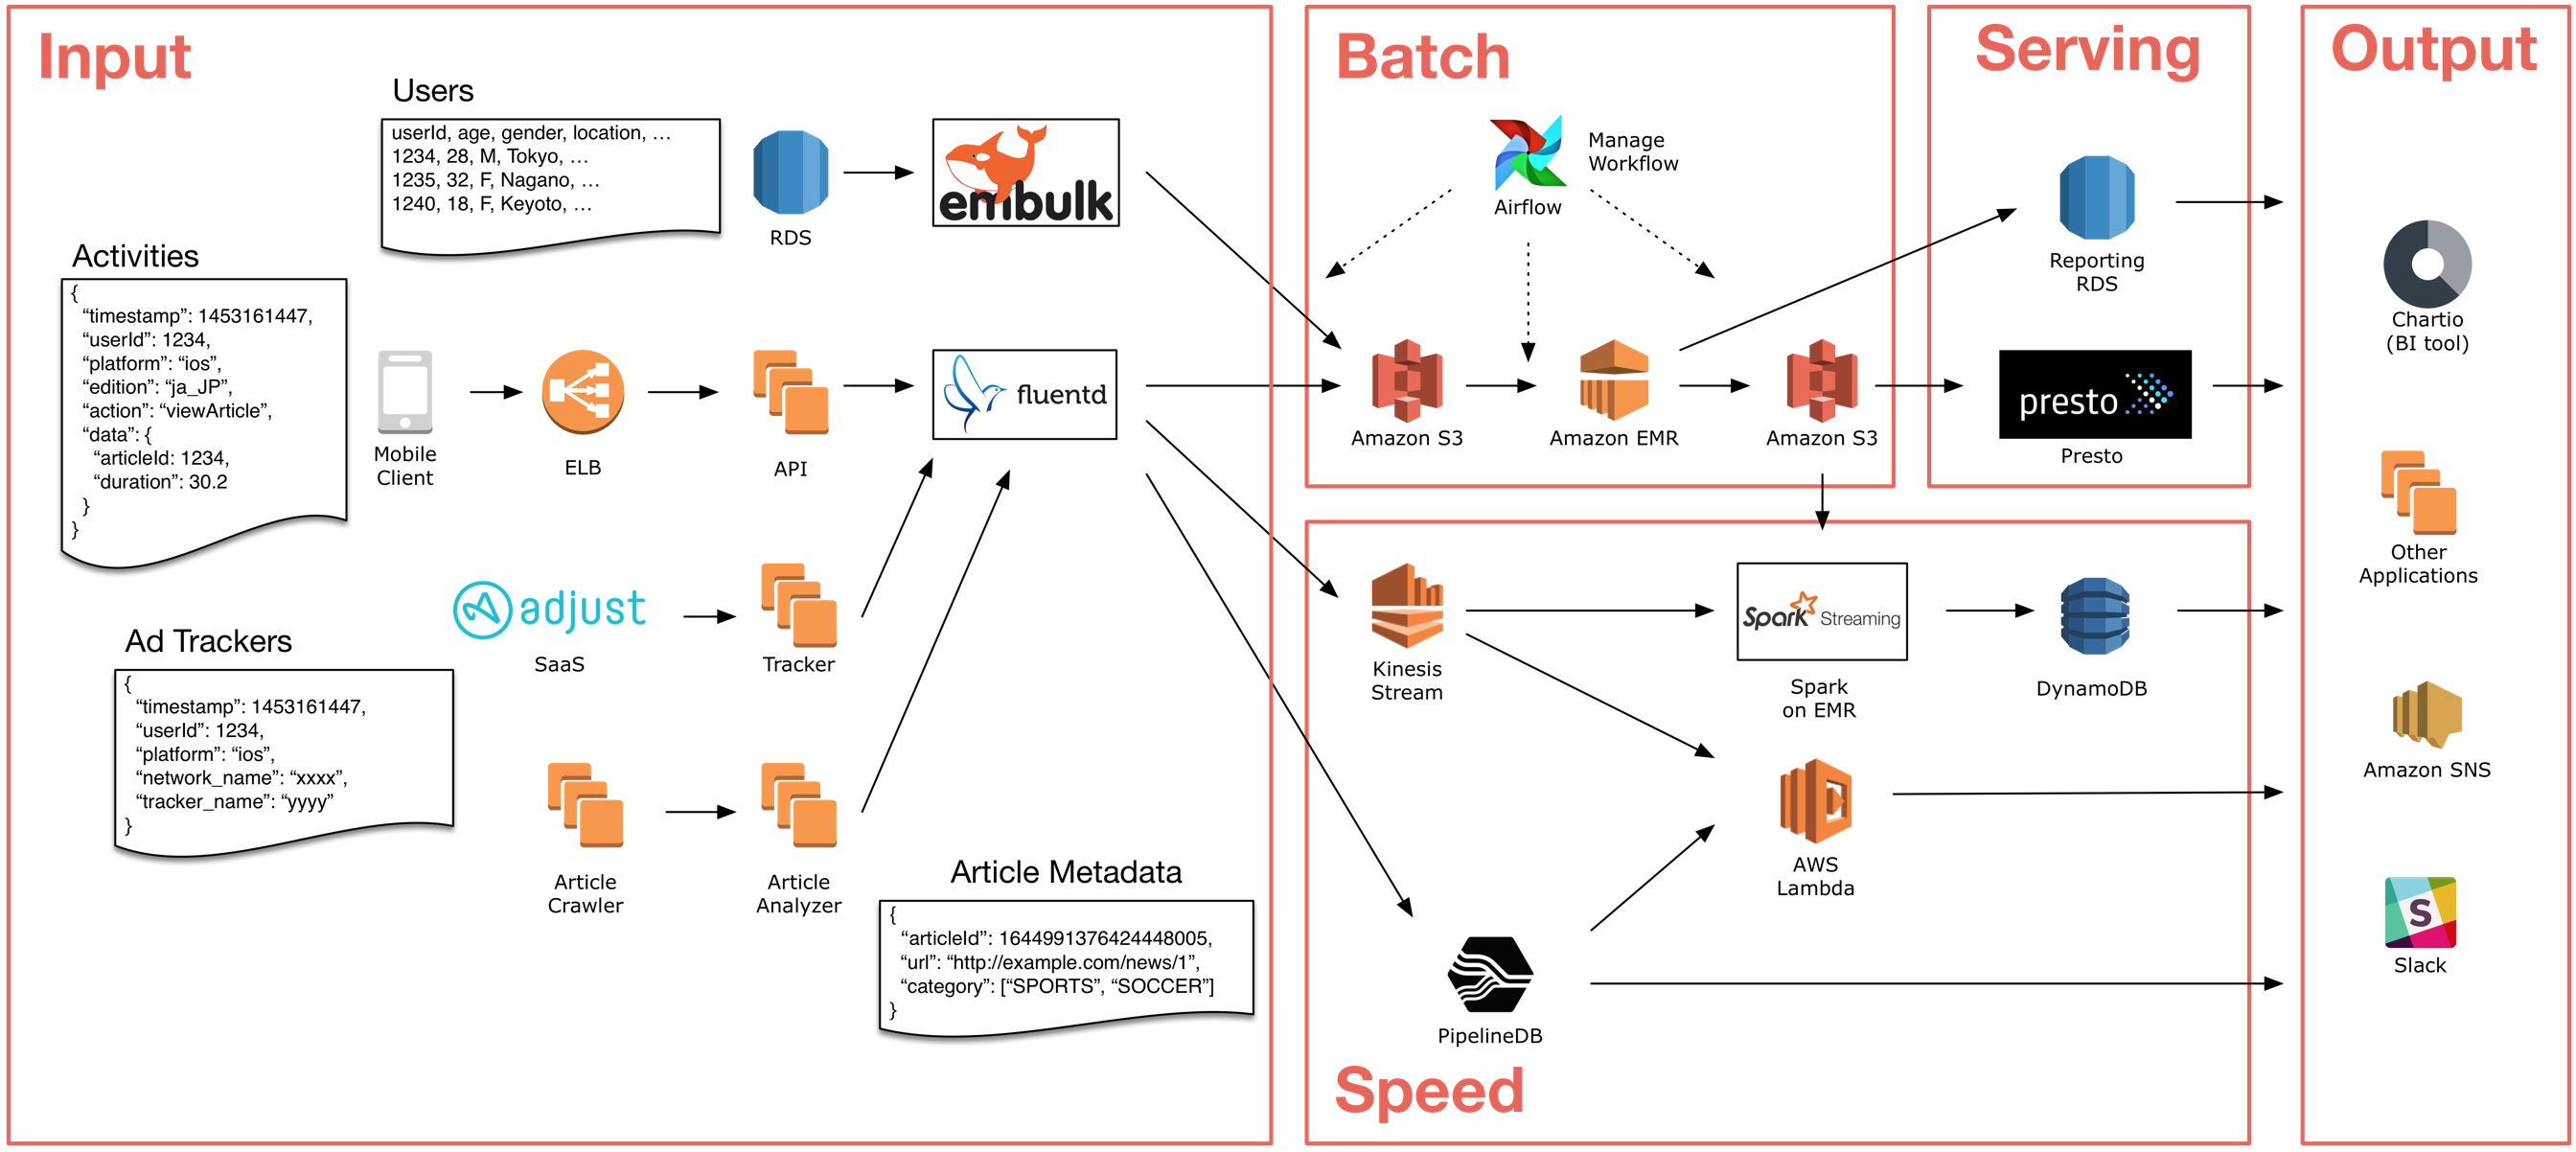 Input
Users
userId, age, gender, location, …
1234, 28, M, Tokyo, …
1235, 32, F, Nagano, …
1240, 18, F, Keyoto, …
RDS
embulk
Activities
{
“timestamp”: 1453161447,
“userId”: 1234,
“platform”: “ios”,
“edition”: “ja_JP”,
“action”: “viewArticle”,
“data”: {
“articleId: 1234,
“duration”: 30.2
}
}
Mobile
Client
ELB
API
fluentd
adjust
SaaS
Tracker
Ad Trackers
{
“timestamp”: 1453161447,
“userId”: 1234,
“platform”: “ios”,
“network_name”: “xxxx”,
“tracker_name”: “yyyy”
}
Article
Crawler
Article
Analyzer
Article Metadata
{
“articleId”: 1644991376424448005,
“url”: “http://example.com/news/1”,
“category”: [“SPORTS”, “SOCCER”]
}
Batch
Manage
Workflow
Airflow
Amazon S3
Amazon EMR
Amazon S3
Serving
Reporting
RDS
presto
Presto
Kinesis
Stream
Spark Streaming
Spark
on EMR
DynamoDB
AWS
Lambda
PipelineDB
Speed
Output
Chartio
(BI tool)
Other
Applications
Amazon SNS
S
Slack